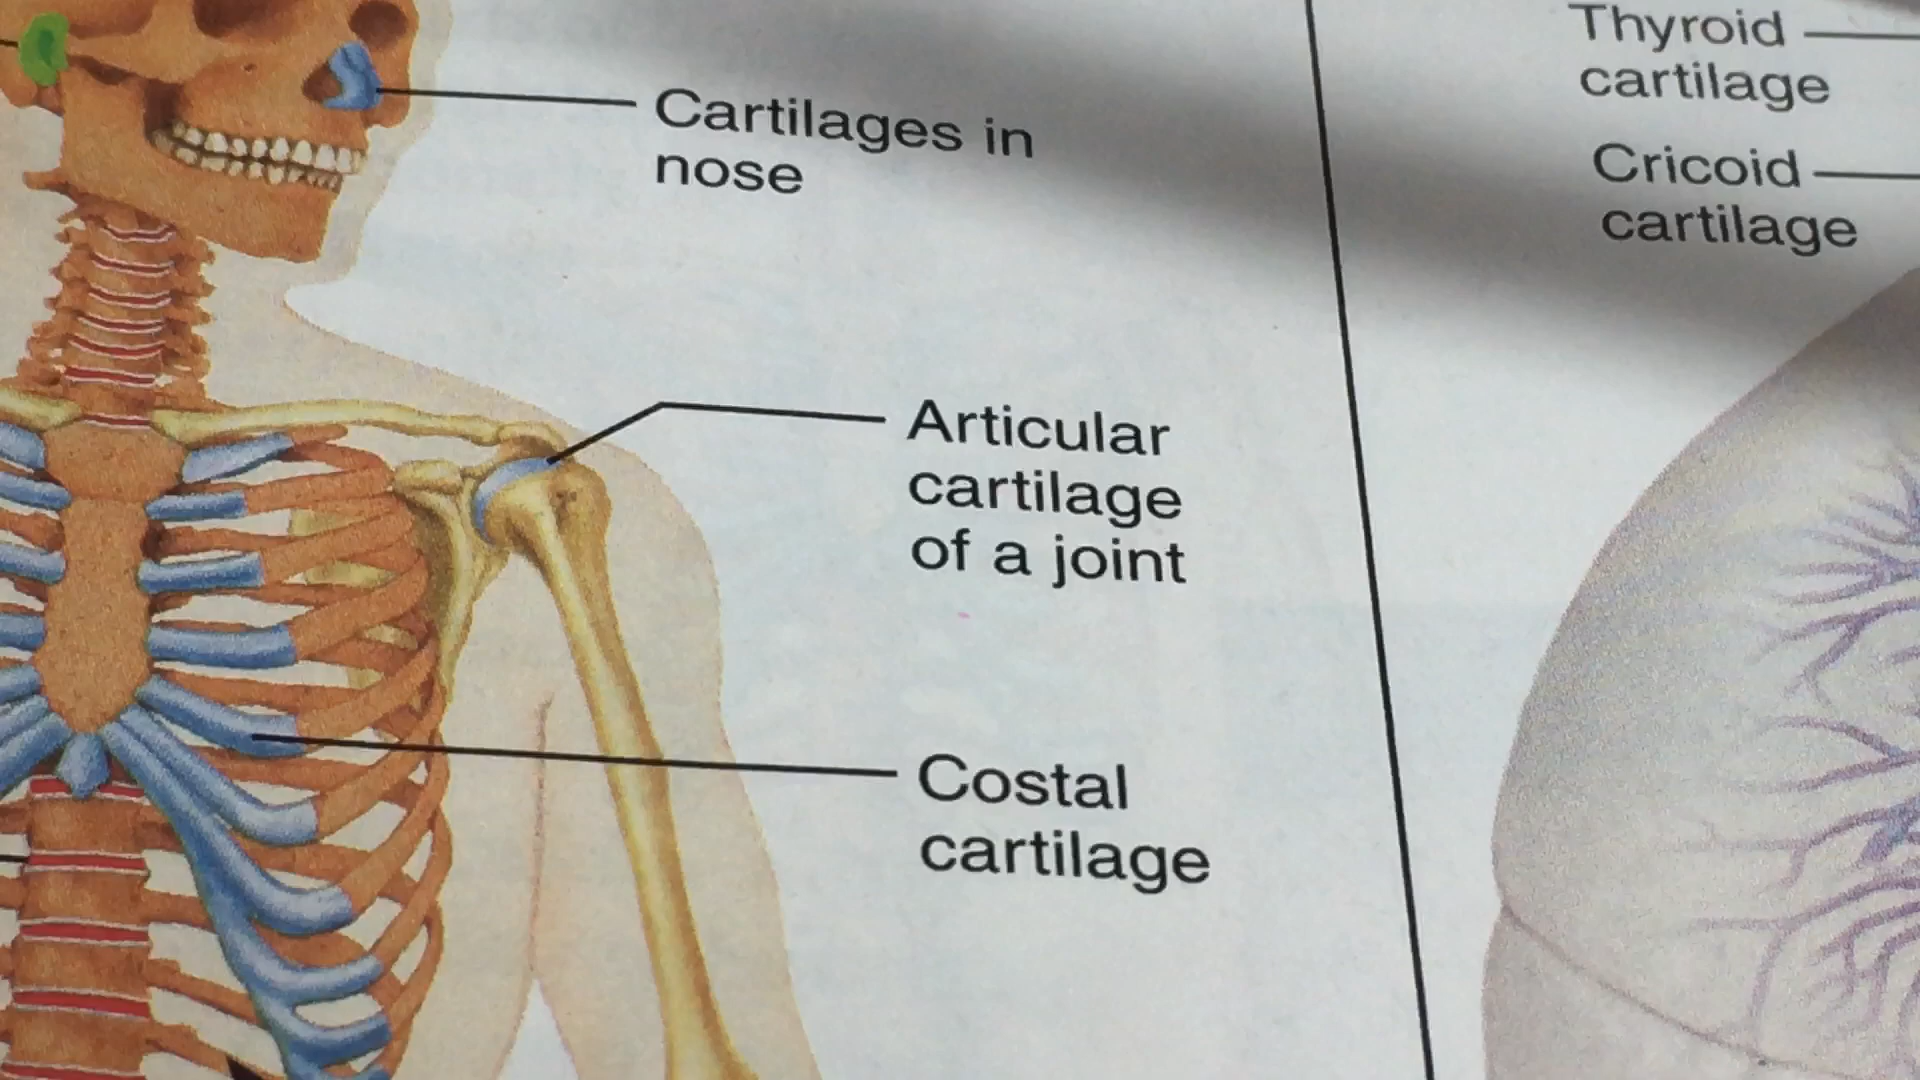 Cartilages in
nose
Articular
cartilage
of a joint
Costal
cartilage
Thyroid
cartilage
Cricoid
cartilage